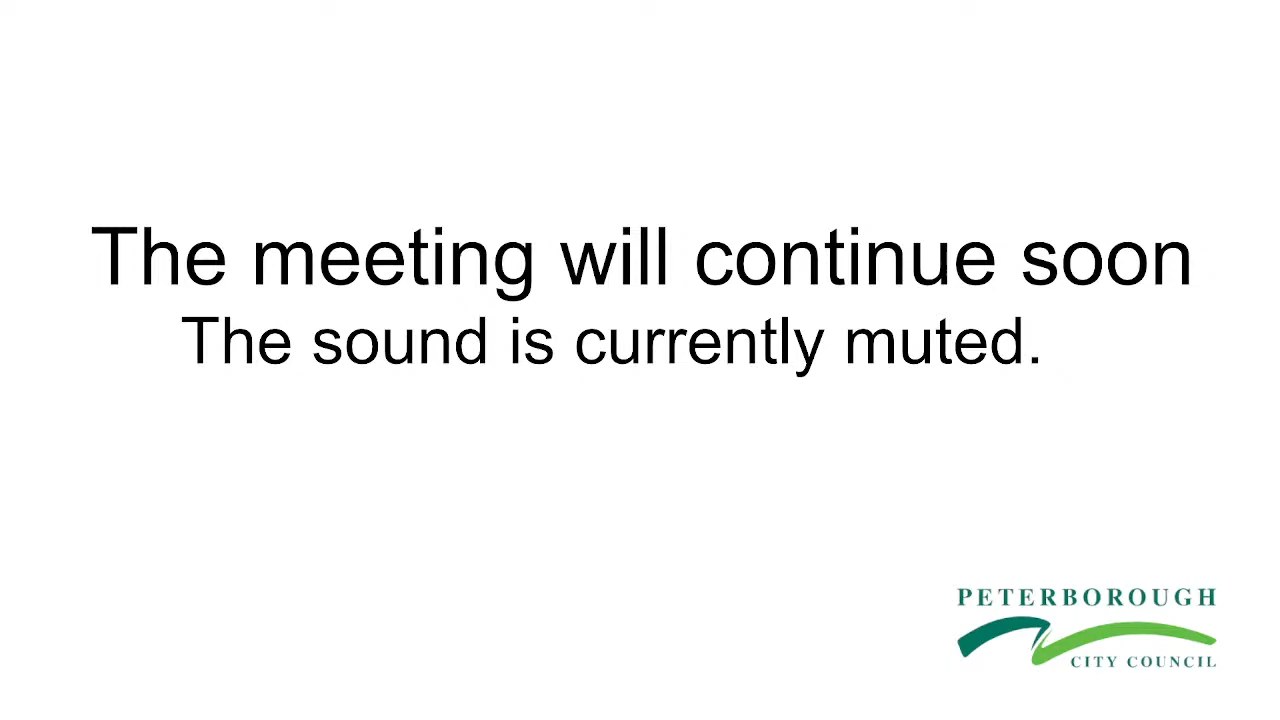 The meeting will continue soon
The sound is currently muted.
PETERBOROUGH
CITY COUNCIL